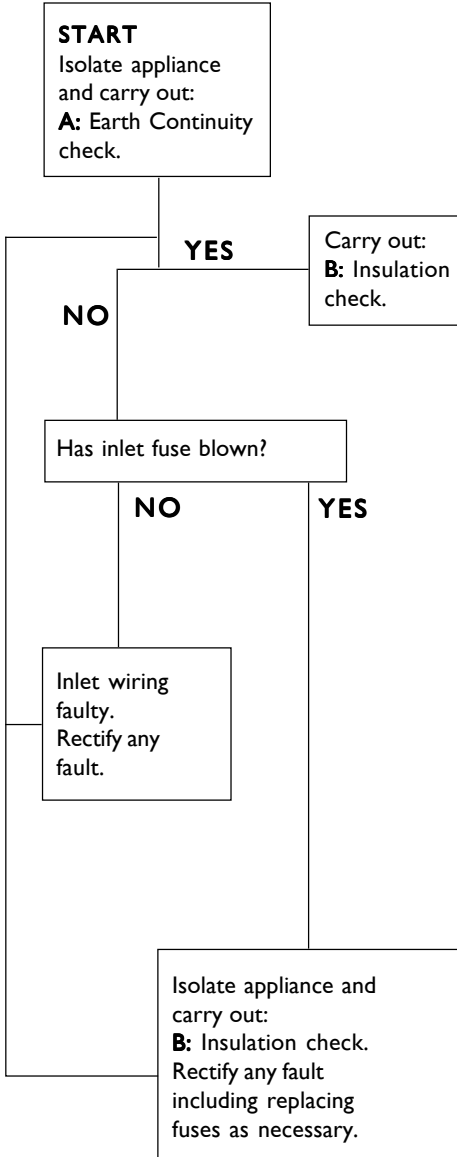 START
Isolate appliance
and carry out:
A: Earth Continuity
check.
YES
Carry out:
B: Insulation
check.
NO
Has inlet fuse blown?
NO
YES
Inlet wiring
faulty.
Rectify any
fault.
Isolate appliance and
carry out:
B: Insulation check.
Rectify any fault
including replacing
fuses as necessary.